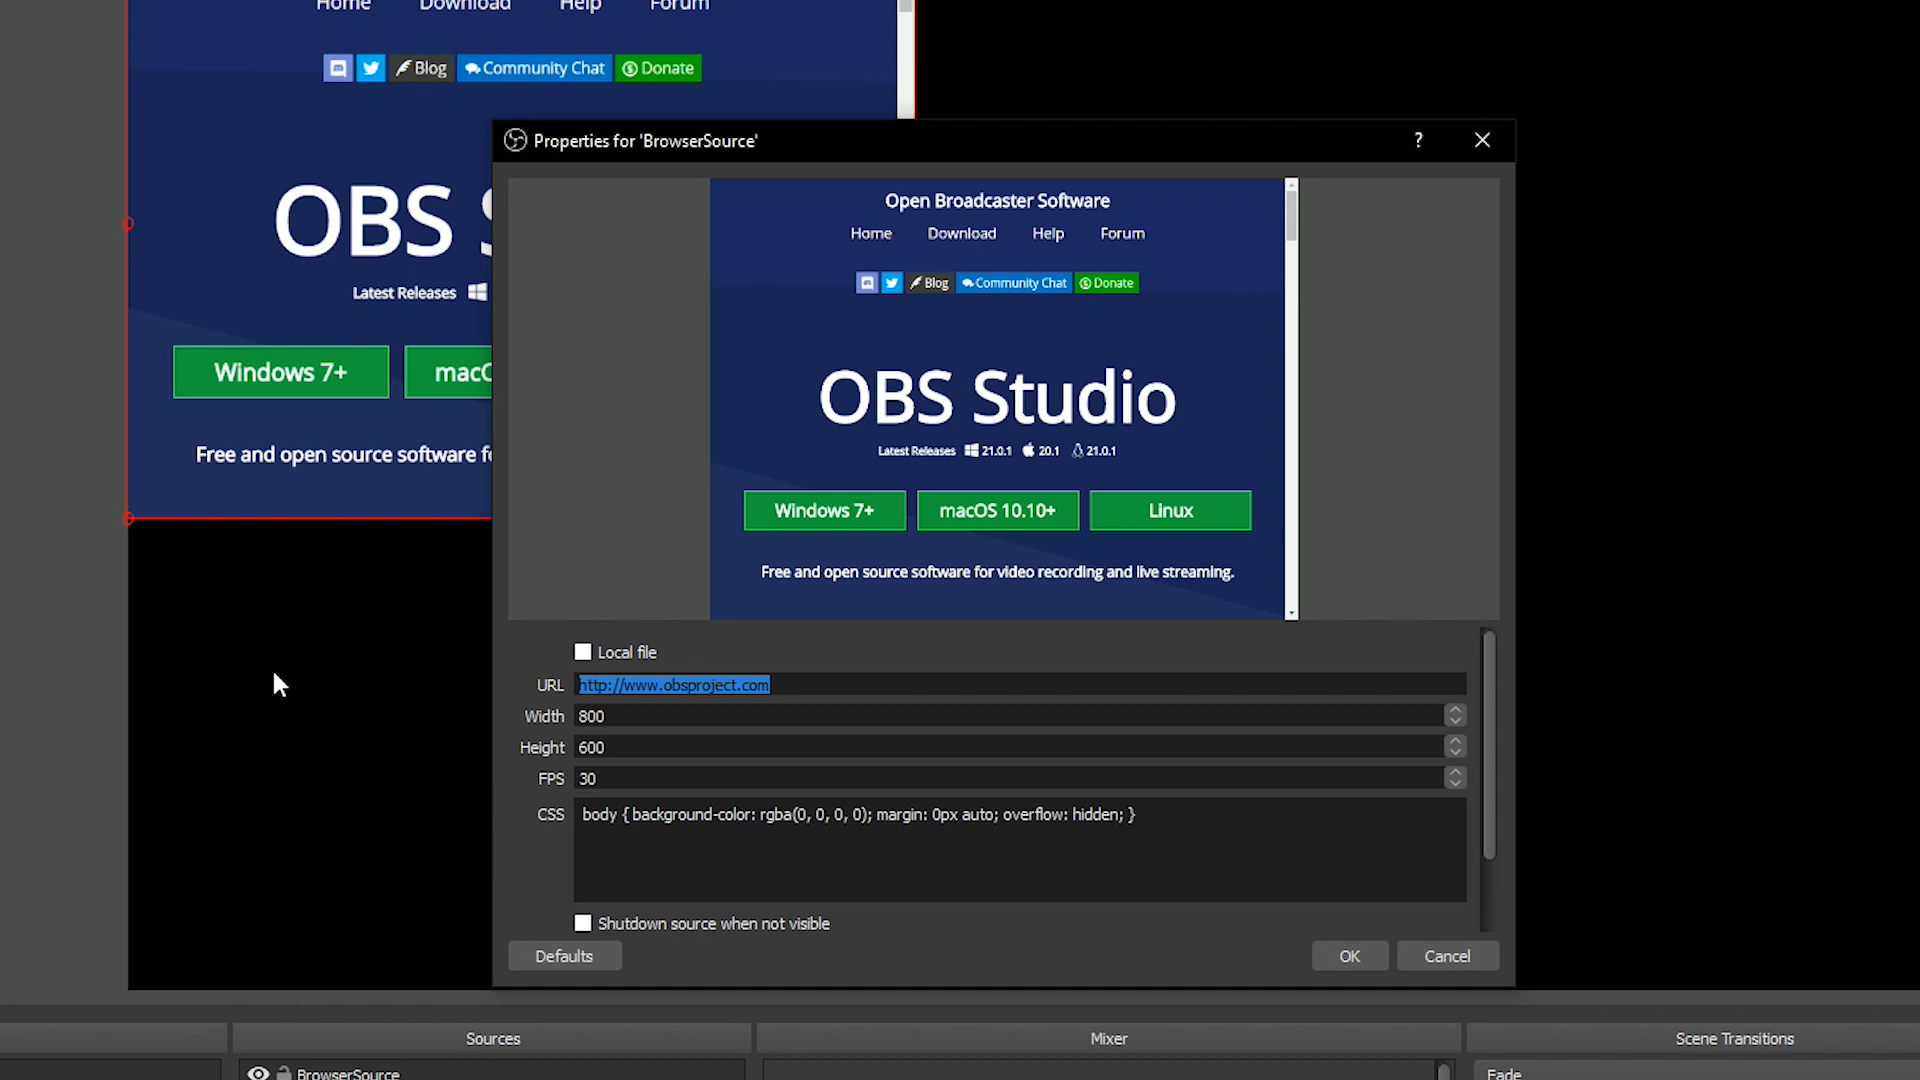 Home Download Help Forum
Blog Community Chat Donate
OBS S
Latest Releases
Windows 7+ macO
Free and open source software f
Properties for 'BrowserSource' ?
Open Broadcaster Software
Home Download Help Forum
Blog Community Chat Donate
OBS Studio
Latest Releases 21.0.1 20.1 21.0.1
Windows 7+ macOS 10.10+ Linux
Free and open source software for video recording and live streaming.
Local file
URL http://www.obsproject.com
Width 800
Height 600
FPS 30
CSS body { background-color: rgba(0, 0, 0, 0); margin: 0px auto; overflow: hidden; }
Shutdown source when not visible
Defaults OK Cancel
Sources Mixer Scene Transitions
BrowserSource Fade